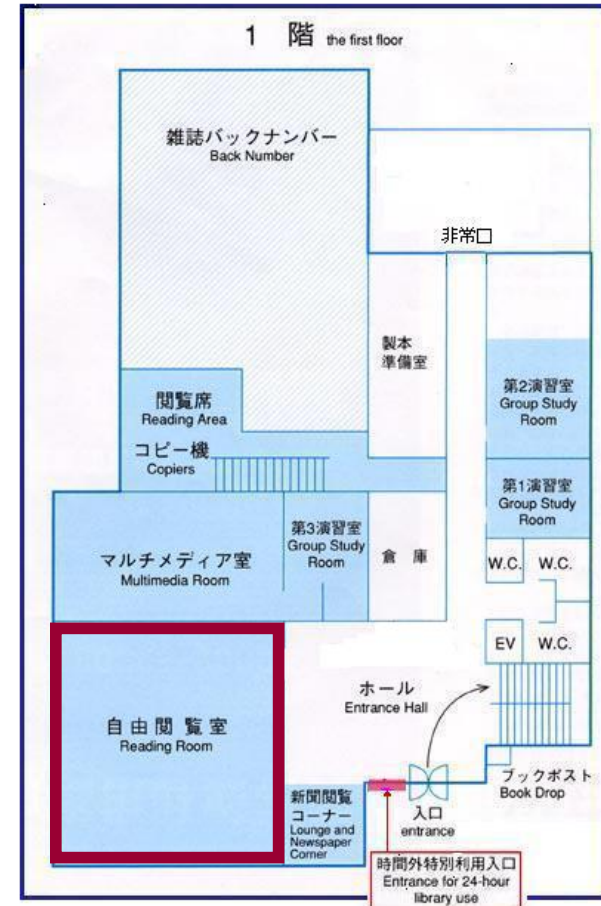 1 階 the first floor
雑誌バックナンバー
Back Number
非常口
製本
準備室
閲覧席
Reading Area
コピー機
Copiers
第2演習室
Group Study
Room
第1演習室
Group Study
Room
マルチメディア室
Multimedia Room
第3演習室
Group Study
Room
倉 庫
W.C. W.C.
EV W.C.
自由閲覧室
Reading Room
ホール
Entrance Hall
新聞閲覧
コーナー
Lounge and
Newspaper
Corner
入口
entrance
ブックポスト
Book Drop
時間外特別利用入口
Entrance for 24-hour
library use